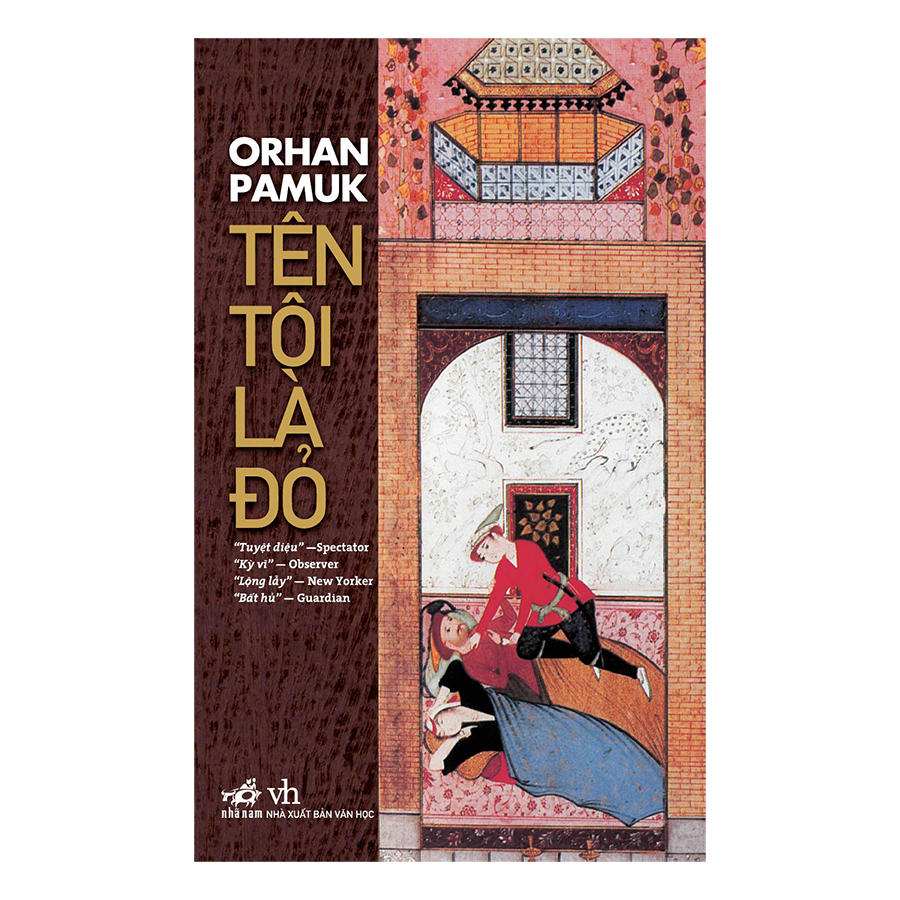 ORHAN
PAMUK
TÊN
TÔI
LÀ
ĐỎ
“Tuyệt diệu” —Spectator
“Kỳ vĩ” — Observer
“Lộng lẫy” — New Yorker
“Bất hủ” — Guardian
vh
nhã nam NHÀ XUẤT BẢN VĂN HỌC